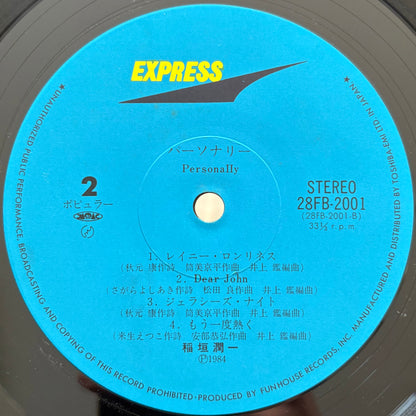 EXPRESS
パーソナリー
Personally
2
ポピュラー
STEREO
28FB-2001
(28FB-2001-B)
33⅓ r.p.m.
1. レイニー・ロンリネス
(秋元 康作詩 筒美京平作曲 井上 鑑編曲)
2. Dear John
(さがらよしあき作詩 松田 良作曲 井上 鑑編曲)
3. ジェラシーズ・ナイト
(秋元 康作詩 筒美京平作曲 井上 鑑編曲)
4. もう一度熱く
(米生えつこ作詩 安部恭弘作曲 井上 鑑編曲)
稲垣潤一
Ⓟ1984
★UNAUTHORIZED PUBLIC PERFORMANCE, BROADCASTING AND COPYING OF THIS RECORD PROHIBITED·PRODUCED BY FUN HOUSE RECORDS, INC. MANUFACTURED AND DISTRIBUTED BY TOSHIBA-EMI LTD IN JAPAN★